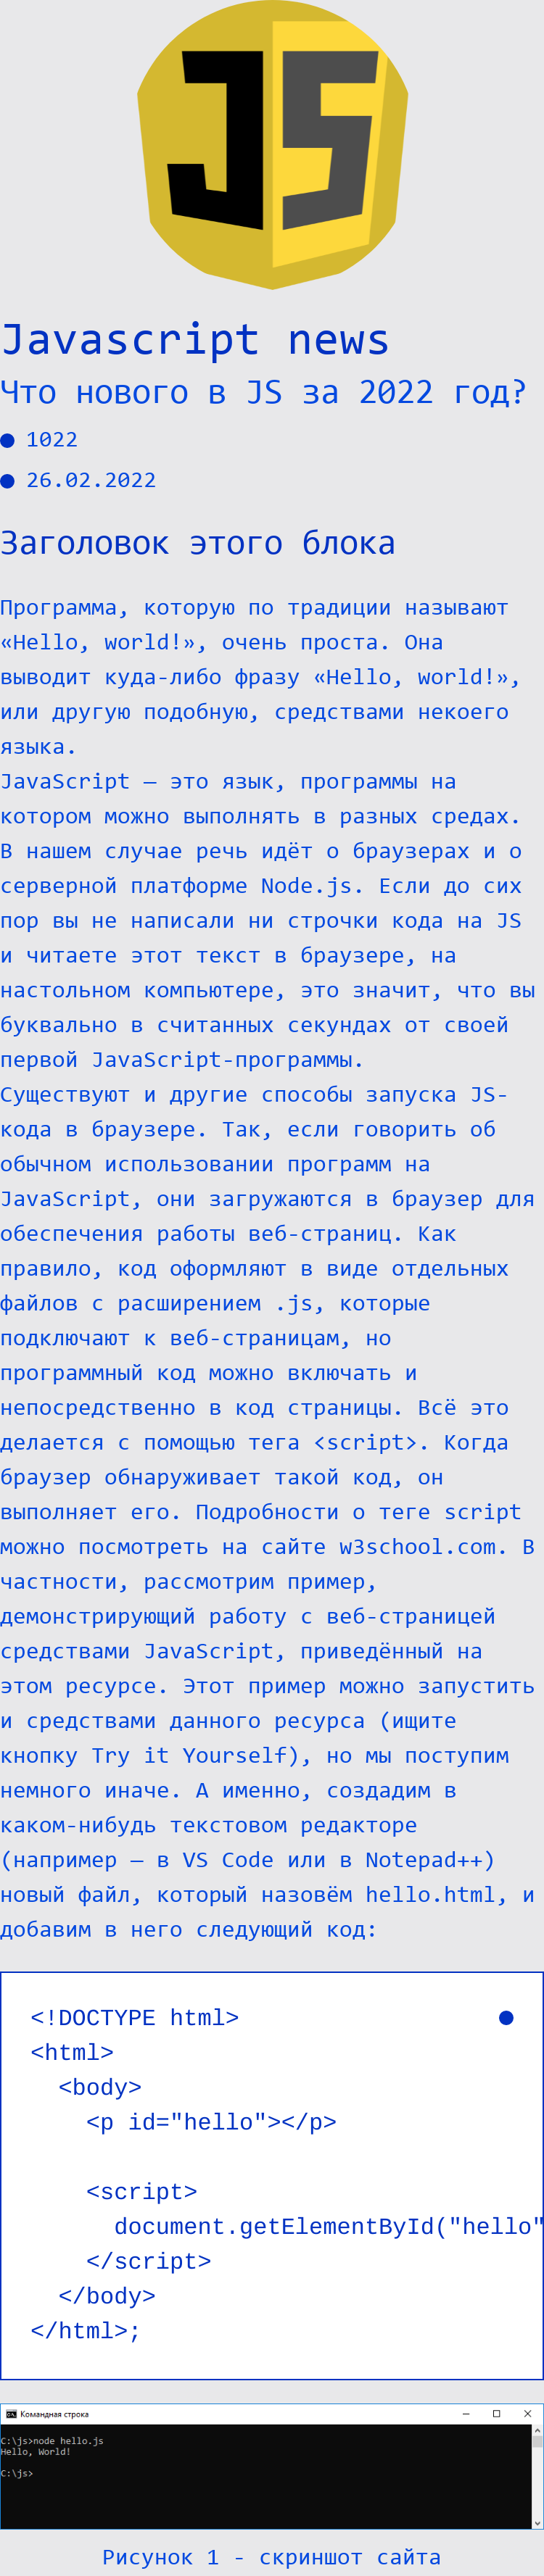 JS
Javascript news
Что нового в JS за 2022 год?
1022
26.02.2022
Заголовок этого блока
Программа, которую по традиции называют
«Hello, world!», очень проста. Она
выводит куда-либо фразу «Hello, world!»,
или другую подобную, средствами некоего
языка.
JavaScript — это язык, программы на
котором можно выполнять в разных средах.
В нашем случае речь идёт о браузерах и о
серверной платформе Node.js. Если до сих
пор вы не написали ни строчки кода на JS
и читаете этот текст в браузере, на
настольном компьютере, это значит, что вы
буквально в считанных секундах от своей
первой JavaScript-программы.
Существуют и другие способы запуска JS-
кода в браузере. Так, если говорить об
обычном использовании программ на
JavaScript, они загружаются в браузер для
обеспечения работы веб-страниц. Как
правило, код оформляют в виде отдельных
файлов с расширением .js, которые
подключают к веб-страницам, но
программный код можно включать и
непосредственно в код страницы. Всё это
делается с помощью тега <script>. Когда
браузер обнаруживает такой код, он
выполняет его. Подробности о теге script
можно посмотреть на сайте w3school.com. В
частности, рассмотрим пример,
демонстрирующий работу с веб-страницей
средствами JavaScript, приведённый на
этом ресурсе. Этот пример можно запустить
и средствами данного ресурса (ищите
кнопку Try it Yourself), но мы поступим
немного иначе. А именно, создадим в
каком-нибудь текстовом редакторе
(например — в VS Code или в Notepad++)
новый файл, который назовём hello.html, и
добавим в него следующий код:
<!DOCTYPE html>
<html>
<body>
<p id="hello"></p>
<script>
document.getElementById("hello"
</script>
</body>
</html>;
Командная строка
C:\js>node hello.js
Hello, World!
C:\js>
Рисунок 1 - скриншот сайта